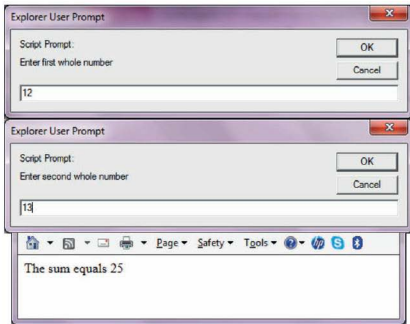 Explorer User Prompt
Script Prompt:
OK
Enter first whole number
Cancel
12
Explorer User Prompt
Script Prompt:
OK
Enter second whole number
Cancel
13
Page Safety Tools
The sum equals 25